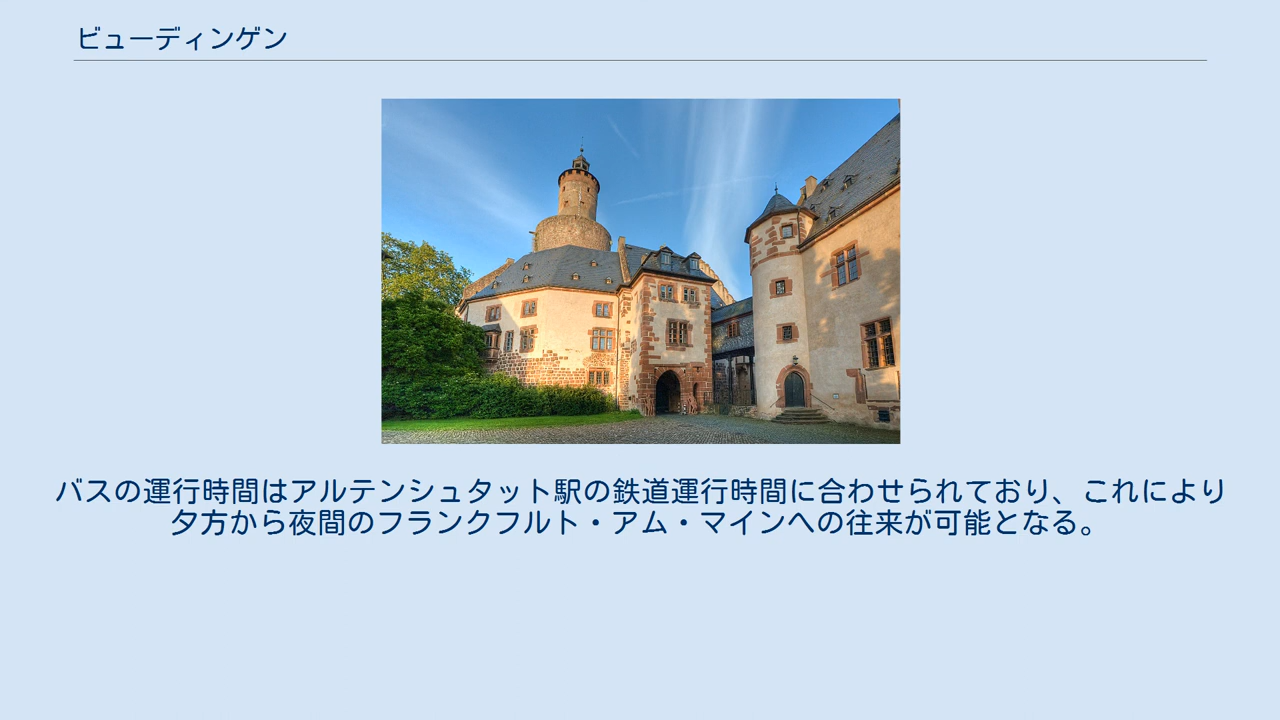 ビューディンゲン
バスの運行時間はアルテンシュタット駅の鉄道運行時間に合わせられており、これにより
夕方から夜間のフランクフルト・アム・マインへの往来が可能となる。